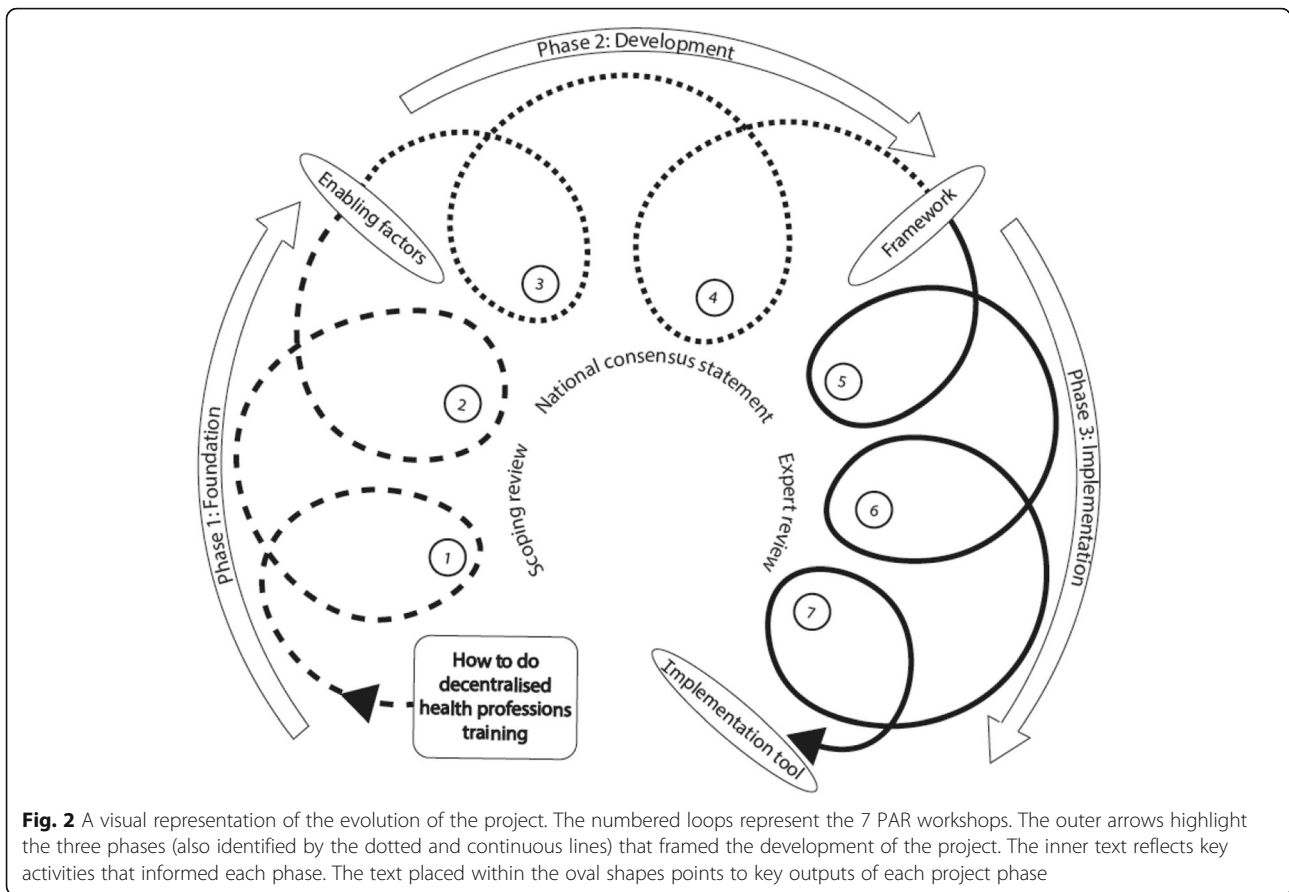 Phase 2: Development
Enabling factors
Framework
3
4
Phase 1: Foundation
2
National consensus statement
5
Phase 3: Implementation
Scoping review
Expert review
6
1
7
How to do
decentralised
health professions
training
Implementation tool
Fig. 2 A visual representation of the evolution of the project. The numbered loops represent the 7 PAR workshops. The outer arrows highlight
the three phases (also identified by the dotted and continuous lines) that framed the development of the project. The inner text reflects key
activities that informed each phase. The text placed within the oval shapes points to key outputs of each project phase